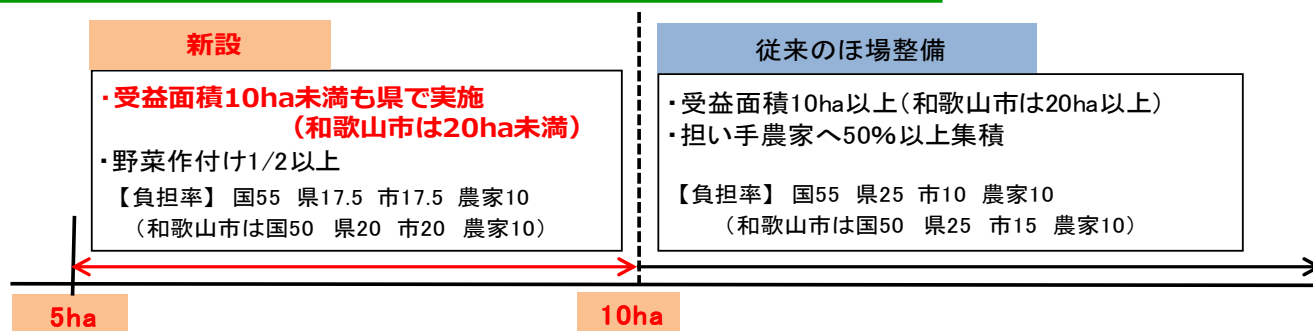 新設
・受益面積10ha未満も県で実施
（和歌山市は20ha未満）
・野菜作付け1/2以上
【負担率】 国55 県17.5 市17.5 農家10
（和歌山市は国50 県20 市20 農家10）
従来のほ場整備
・受益面積10ha以上（和歌山市は20ha以上）
・担い手農家へ50%以上集積
【負担率】 国55 県25 市10 農家10
（和歌山市は国50 県25 市15 農家10）
5ha
10ha